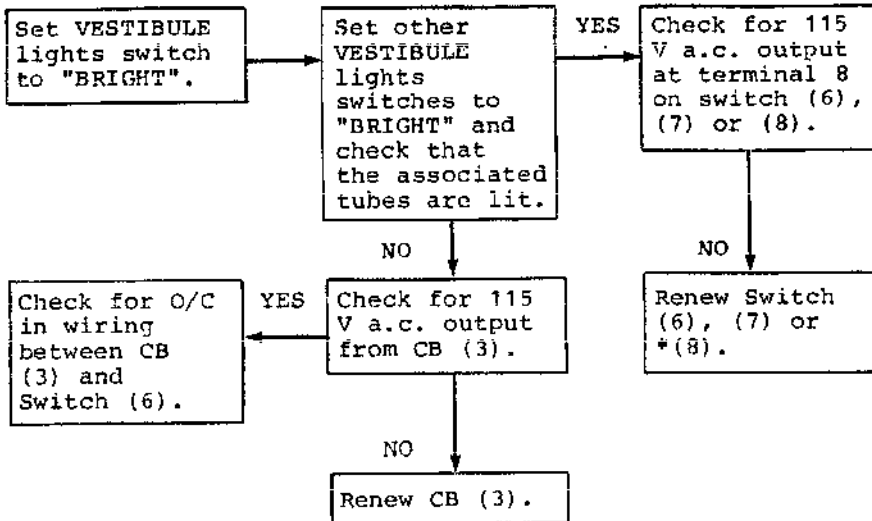 Set VESTIBULE
lights switch
to "BRIGHT".
Set other
VESTIBULE
lights
switches to
"BRIGHT" and
check that
the associated
tubes are lit.
YES
Check for 115
V a.c. output
at terminal 8
on switch (6),
(7) or (8).
NO
NO
Check for O/C
in wiring
between CB
(3) and
Switch (6).
YES
Check for 115
V a.c. output
from CB (3).
Renew Switch
(6), (7) or
*(8).
NO
Renew CB (3).